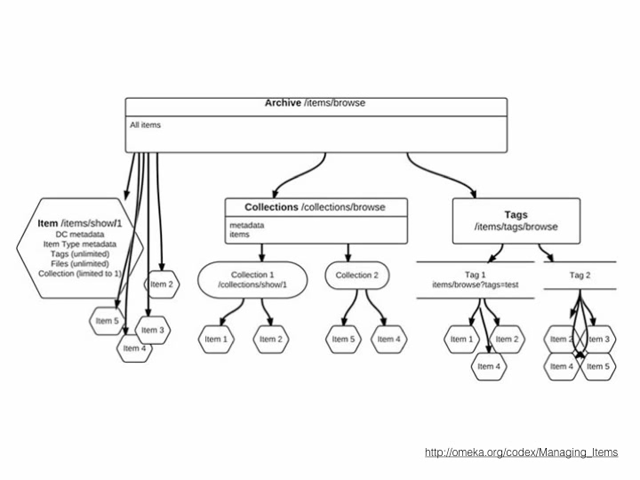 Archive /items/browse
All items
Item /items/show/1
DC metadata
Item Type metadata
Tags (unlimited)
Files (unlimited)
Collection (limited to 1)
Item 2
Item 5
Item 3
Item 4
Collections /collections/browse
metadata
items
Collection 1
/collections/show/1
Collection 2
Item 1
Item 2
Item 5
Item 4
Tags
/items/tags/browse
Tag 1
items/browse?tags=test
Tag 2
Item 1
Item 2
Item 4
Item 2
Item 3
Item 4
Item 5
http://omeka.org/codex/Managing_Items